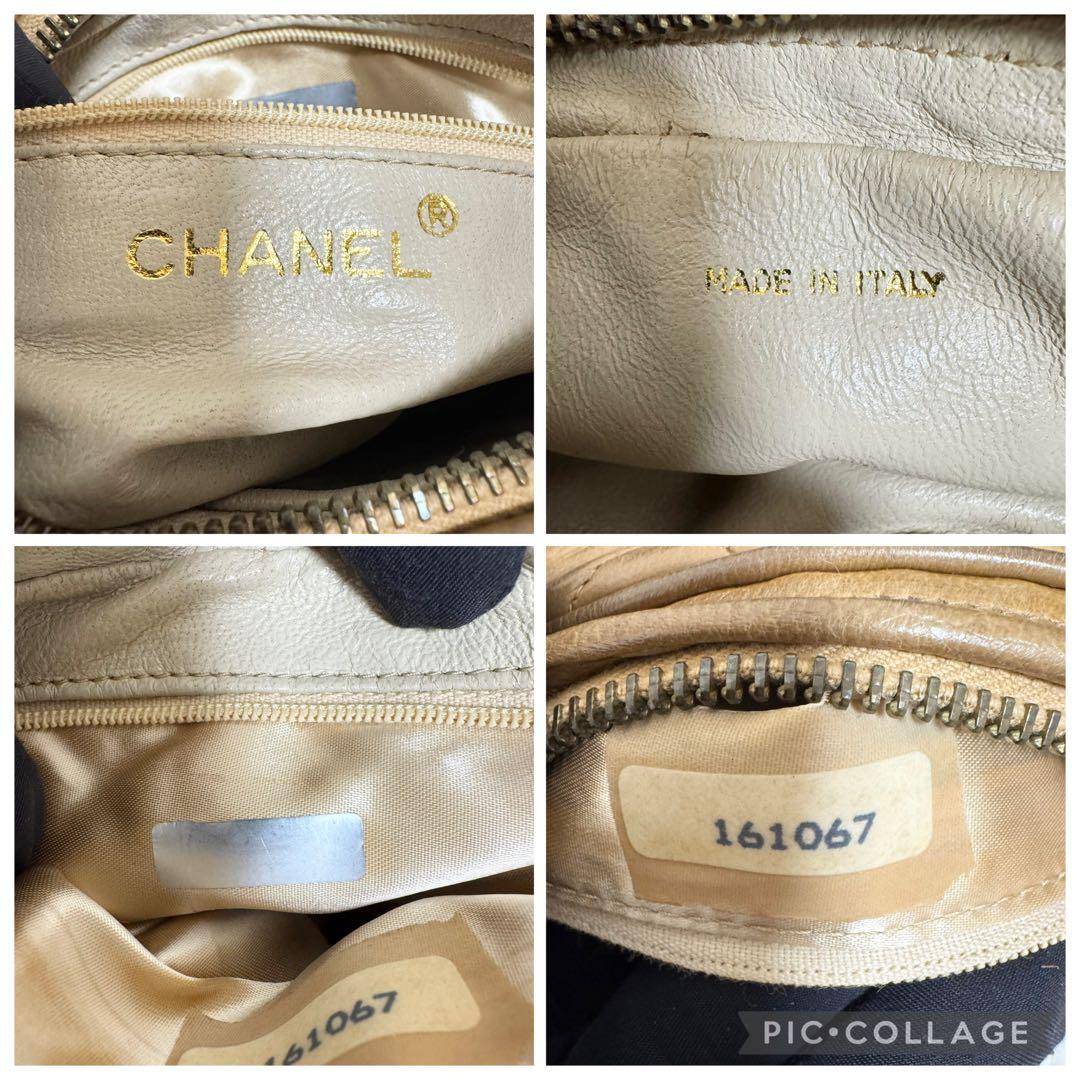 CHANEL®
MADE IN ITALY
161067
161067
PIC•COLLAGE